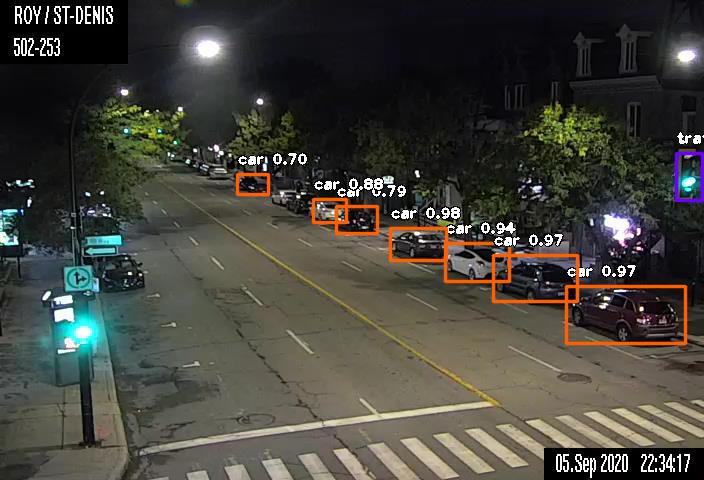 ROY / ST-DENIS
502-253
car 0.70
car 0.88
car 0.79
car 0.98
car 0.94
car 0.97
car 0.97
tra
05.Sep 2020 22:34:17